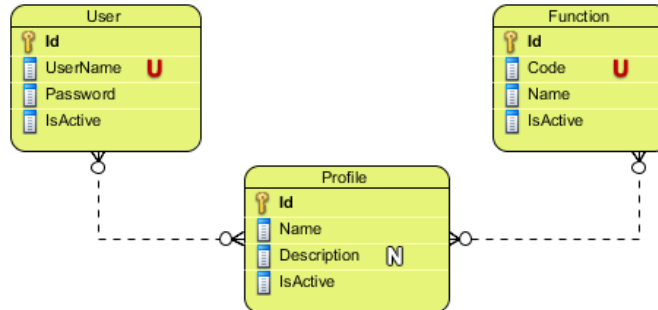 User
Id
UserName U
Password
IsActive
Function
Id
Code U
Name
IsActive
Profile
Id
Name
Description N
IsActive